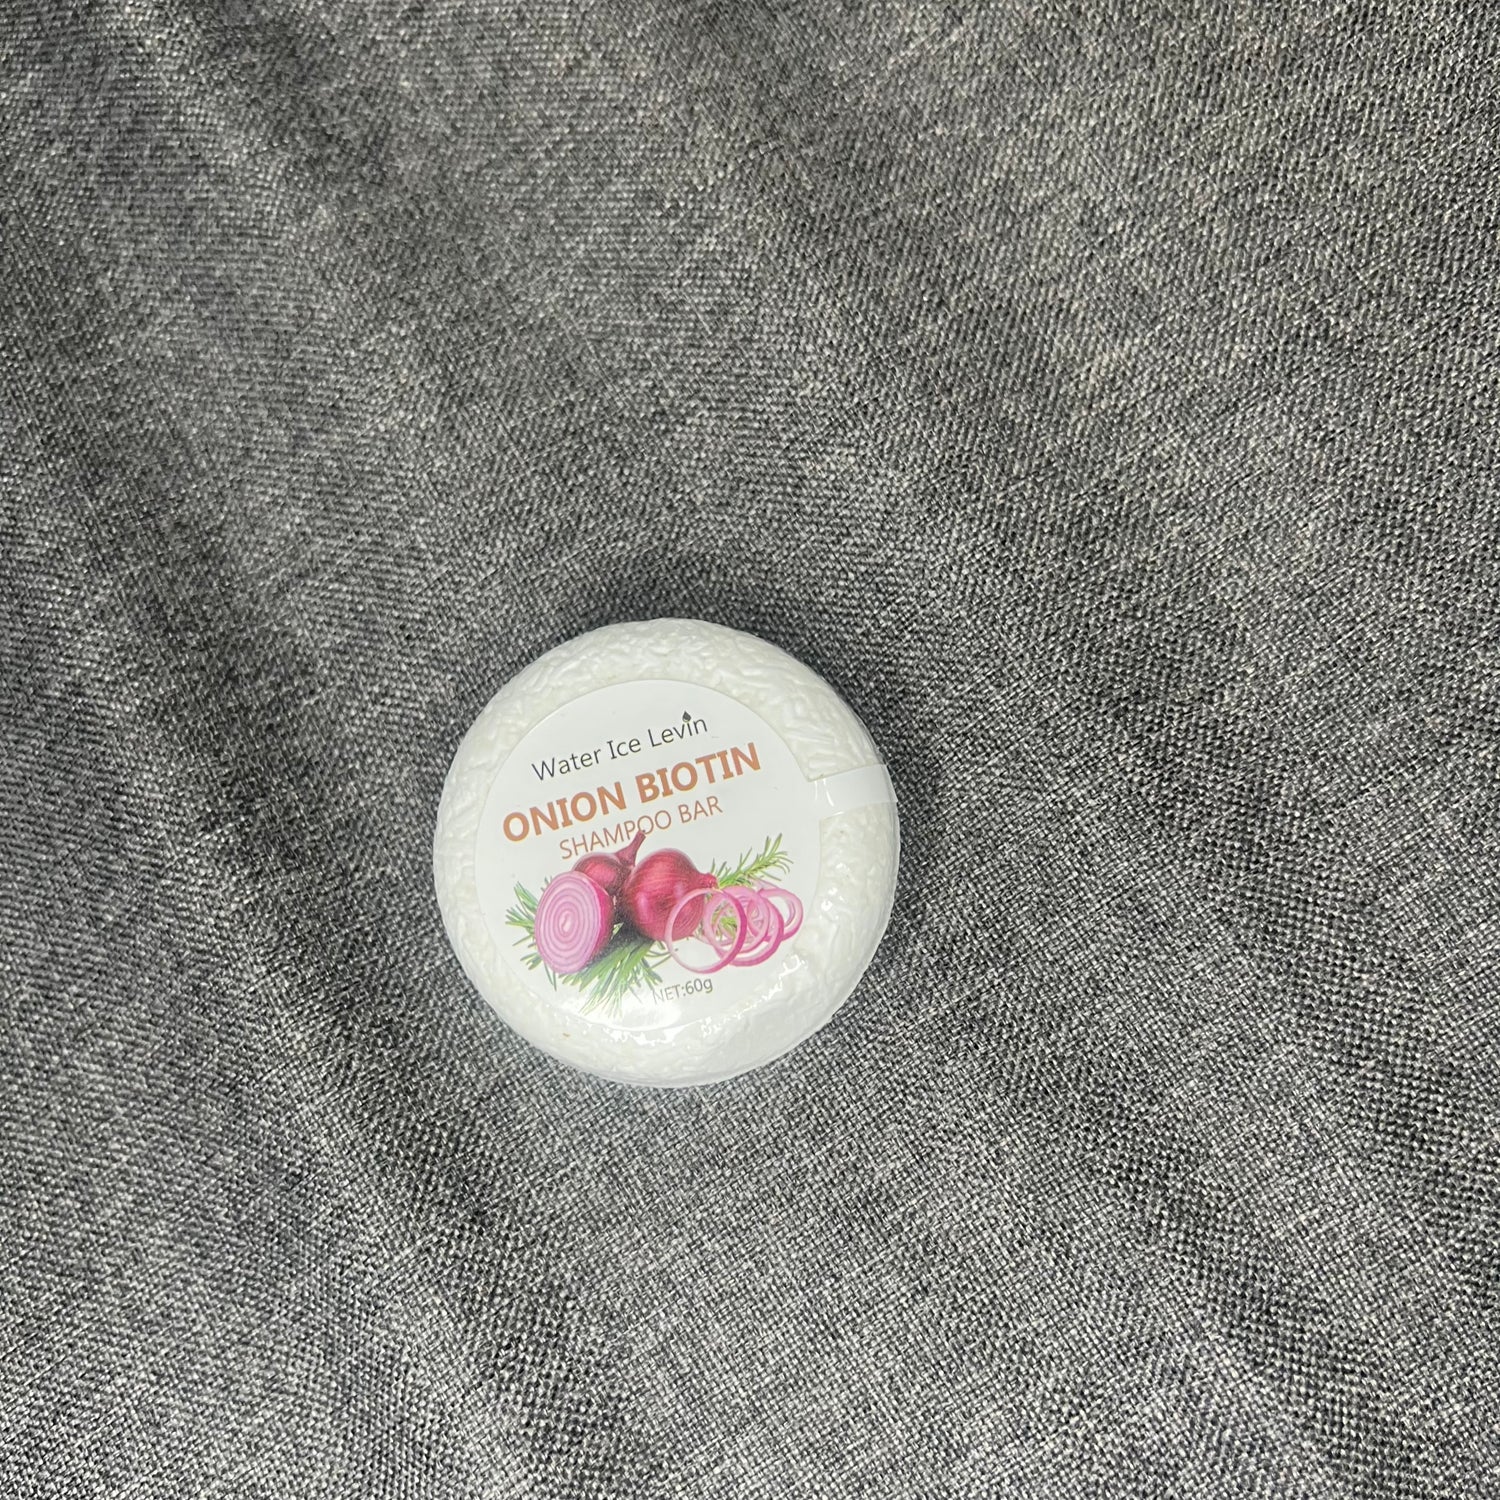 Water Ice Levin
ONION BIOTIN
SHAMPOO BAR
NET:60g